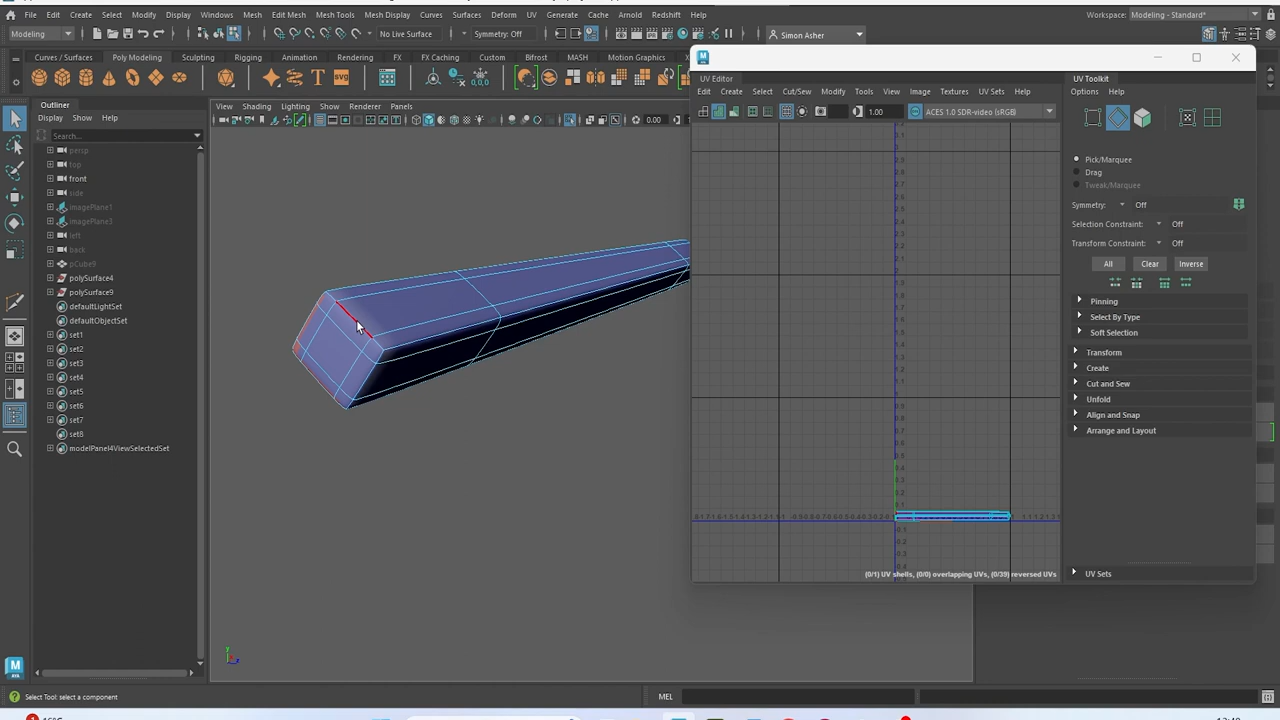 File Edit Create Select Modify Display Windows Mesh Edit Mesh Mesh Tools Mesh Display Curves Surfaces Deform UV Generate Cache Arnold Redshift Help
Workspace: Modeling - Standard*
Modeling
No Live Surface
Symmetry: Off
Simon Asher
Curves / Surfaces Poly Modeling Sculpting Rigging Animation Rendering FX FX Caching Custom Arnold Bifrost MASH
UV Editor
Edit Create Select Cut/Sew Modify Tools View Image Textures UV Sets Help
1.00
ACES 1.0 SDR-video (sRGB)
UV Toolkit
Options Help
Pick/Marquee
Drag
Tweak/Marquee
Symmetry: Off
Selection Constraint: Off
Transform Constraint: Off
All Clear Inverse
Pinning
Select By Type
Soft Selection
Transform
Create
Cut and Sew
Unfold
Align and Snap
Arrange and Layout
UV Sets
(0/1) UV shells, (0/0) overlapping UVs, (0/39) reversed UVs
Outliner
Display Show Help
Search...
persp
top
front
side
imagePlane1
imagePlane3
left
back
pCube9
polySurface4
polySurface9
defaultLightSet
defaultObjectSet
set1
set2
set3
set4
set5
set6
set7
set8
modelPanel4ViewSelectedSet
View Shading Lighting Show Renderer Panels
0.00
Select Tool: select a component
MEL